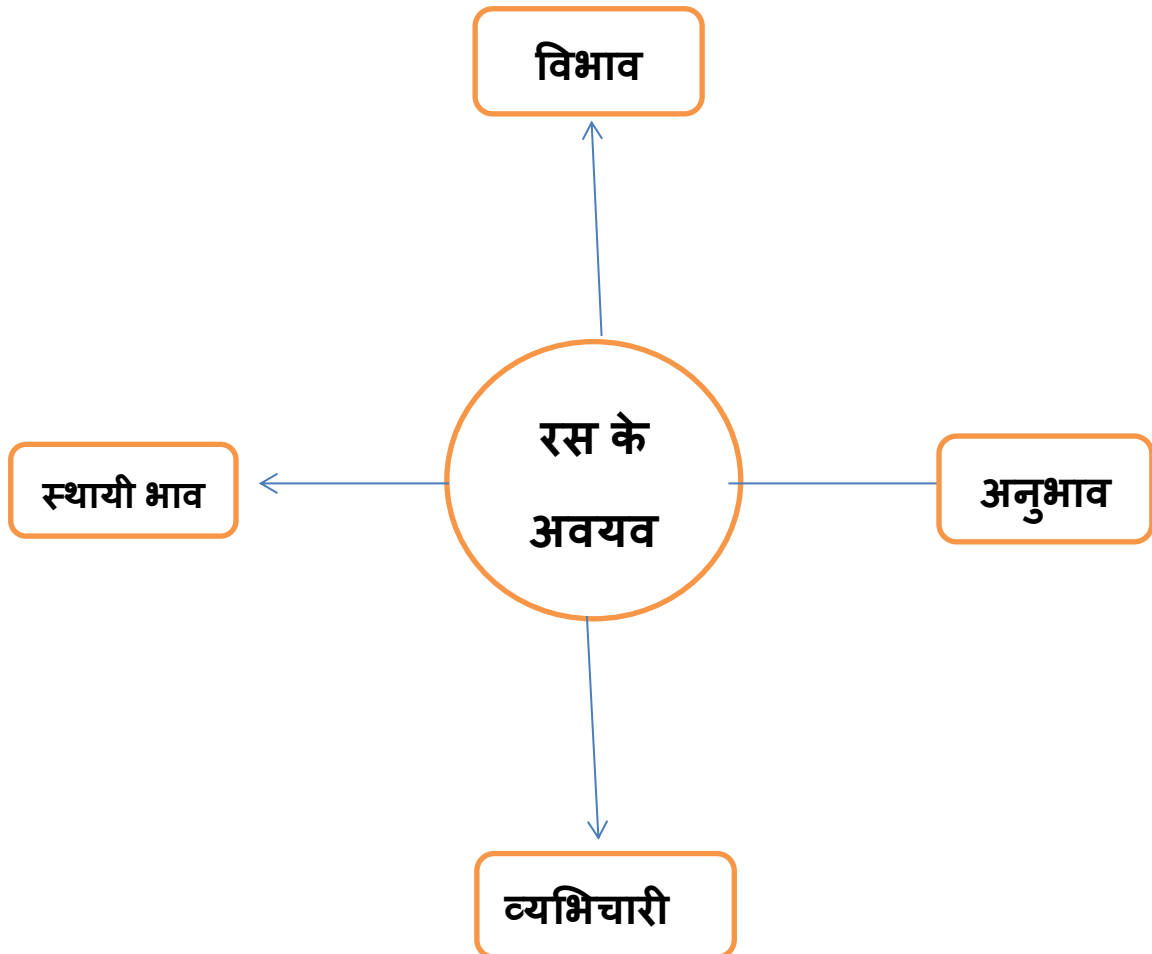 विभाव
रस के
अवयव
स्थायी भाव
अनुभाव
व्यभिचारी